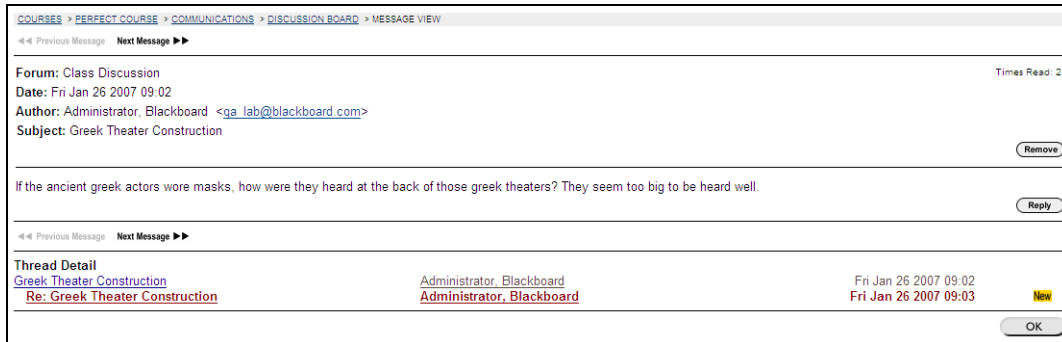 COURSES > PERFECT COURSE > COMMUNICATIONS > DISCUSSION BOARD > MESSAGE VIEW
◄◄ Previous Message Next Message ►►
Forum: Class Discussion Times Read: 2
Date: Fri Jan 26 2007 09:02
Author: Administrator, Blackboard <qa_lab@blackboard.com>
Subject: Greek Theater Construction
Remove
If the ancient greek actors wore masks, how were they heard at the back of those greek theaters? They seem too big to be heard well.
Reply
◄◄ Previous Message Next Message ►►
Thread Detail
Greek Theater Construction Administrator, Blackboard Fri Jan 26 2007 09:02
Re: Greek Theater Construction Administrator, Blackboard Fri Jan 26 2007 09:03 New
OK